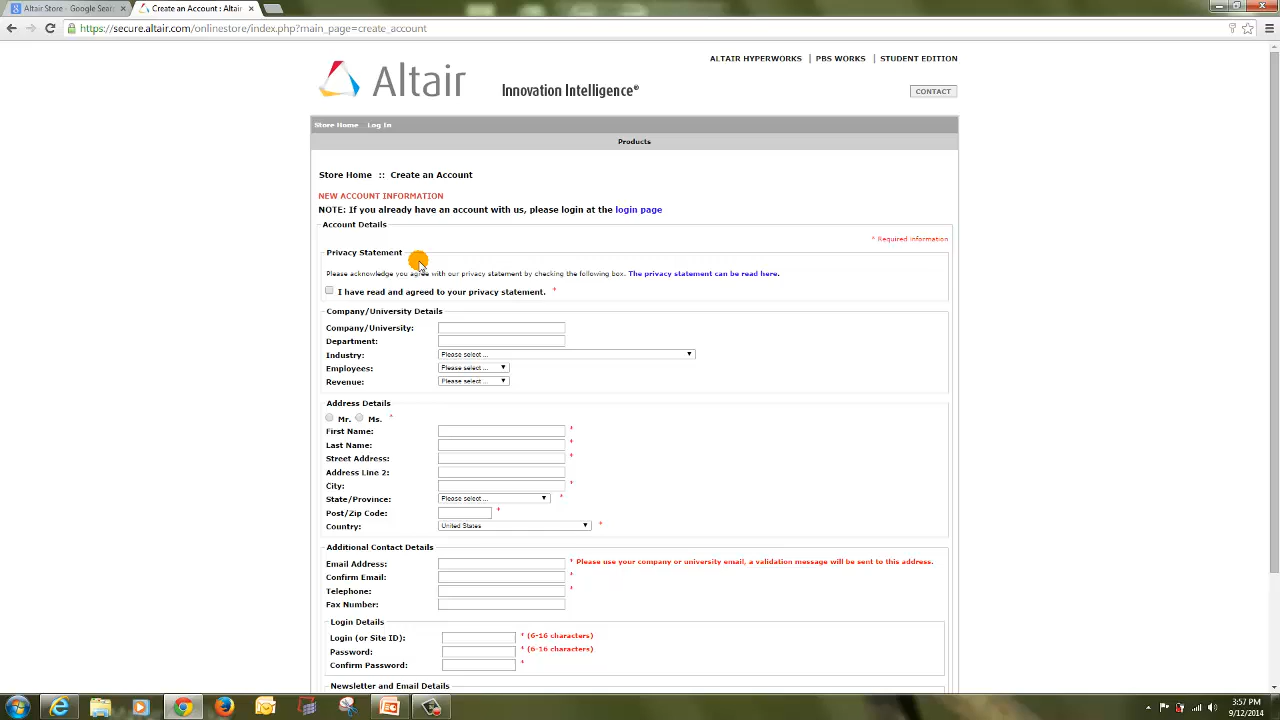 Altair Store - Google Sear
Create an Account : Altair
https://secure.altair.com/onlinestore/index.php?main_page=create_account
ALTAIR HYPERWORKS | PBS WORKS | STUDENT EDITION
Altair
Innovation Intelligence®
CONTACT
Store Home Log In
Products
Store Home :: Create an Account
NEW ACCOUNT INFORMATION
NOTE: If you already have an account with us, please login at the login page
Account Details
* Required information
Privacy Statement
Please acknowledge you agree with our privacy statement by checking the following box. The privacy statement can be read here.
I have read and agreed to your privacy statement. *
Company/University Details
Company/University:
Department:
Industry: Please select ...
Employees: Please select ...
Revenue: Please select ...
Address Details
Mr. Ms. *
First Name: *
Last Name: *
Street Address: *
Address Line 2:
City: *
State/Province: Please select ... *
Post/Zip Code: *
Country: United States *
Additional Contact Details
Email Address: * Please use your company or university email, a validation message will be sent to this address.
Confirm Email: *
Telephone: *
Fax Number:
Login Details
Login (or Site ID): * (6-16 characters)
Password: * (6-16 characters)
Confirm Password: *
Newsletter and Email Details
3:57 PM
9/12/2014